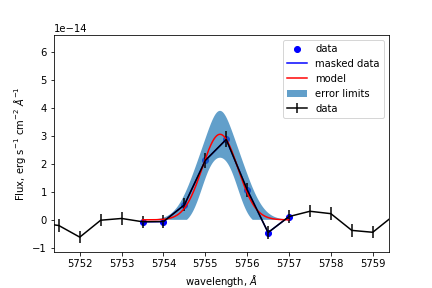 1e−14
6
5
4
3
2
1
0
−1
Flux, erg s⁻¹ cm⁻² Å⁻¹
data
masked data
model
error limits
data
5752 5753 5754 5755 5756 5757 5758 5759
wavelength, Å